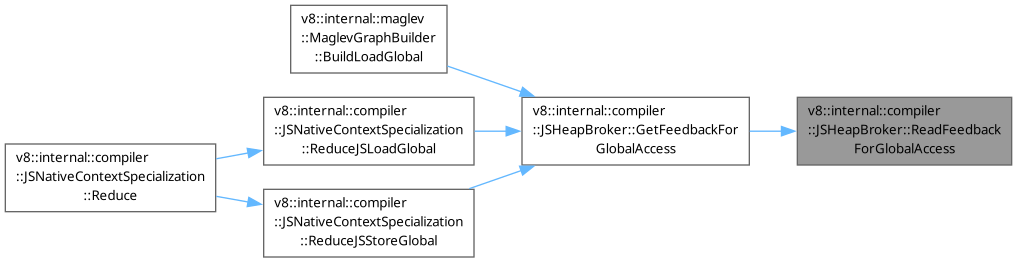 v8::internal::maglev
::MaglevGraphBuilder
::BuildLoadGlobal
v8::internal::compiler
::JSNativeContextSpecialization
::ReduceJSLoadGlobal
v8::internal::compiler
::JSHeapBroker::GetFeedbackFor
GlobalAccess
v8::internal::compiler
::JSHeapBroker::ReadFeedback
ForGlobalAccess
v8::internal::compiler
::JSNativeContextSpecialization
::Reduce
v8::internal::compiler
::JSNativeContextSpecialization
::ReduceJSStoreGlobal